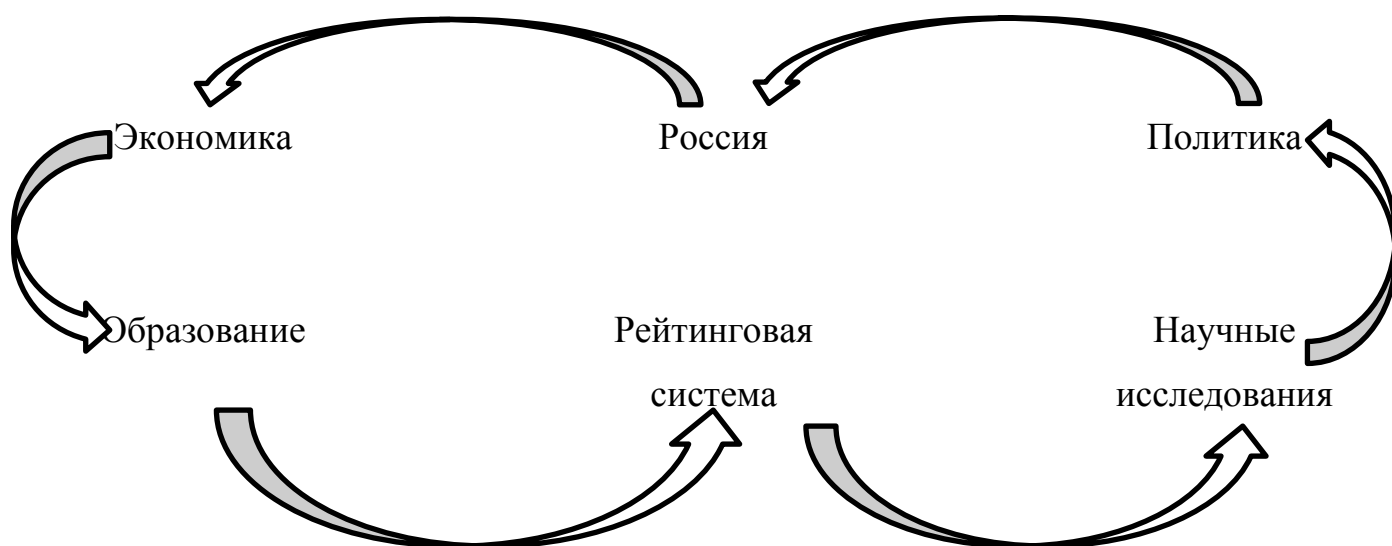 Экономика Россия Политика
Образование Рейтинговая Научные
система исследования